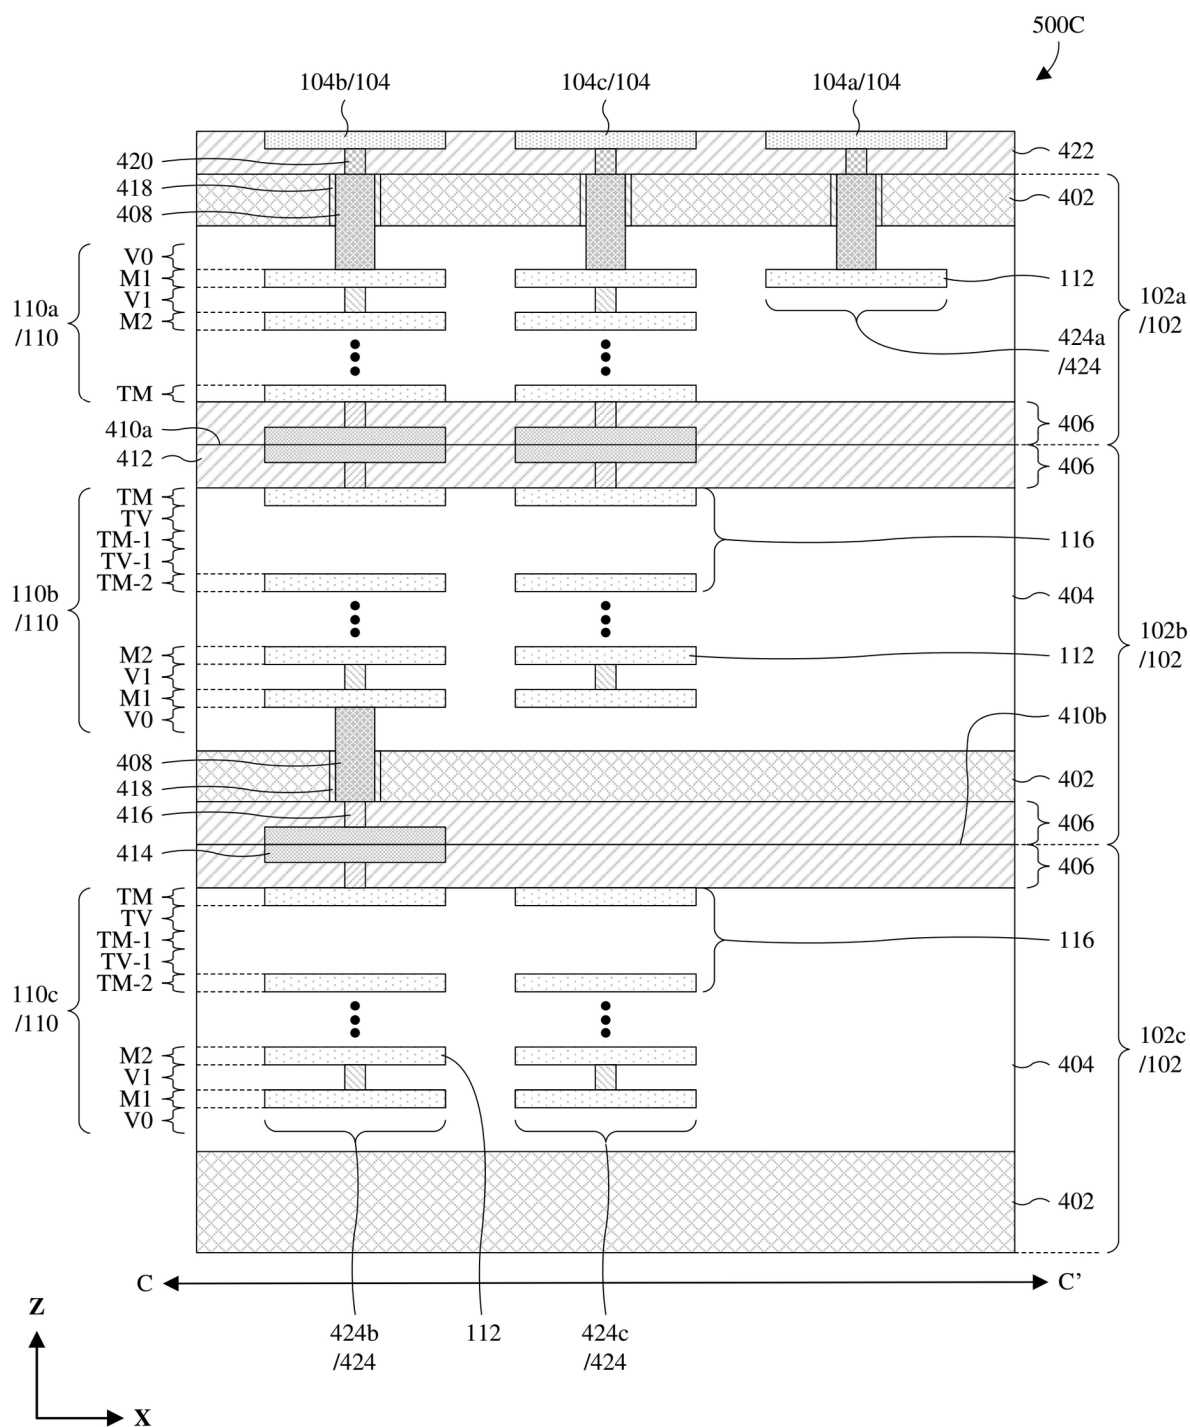 500C
104b/104 104c/104 104a/104
420
422
418
402
408
V0
M1
112
V1
110a
/110
102a
/102
M2
424a
/424
TM
406
410a
412
406
TM
TV
TM-1
116
TV-1
TM-2
110b
/110
404
102b
/102
M2
112
V1
M1
V0
410b
408
402
418
416
406
414
406
TM
TV
TM-1
116
TV-1
TM-2
110c
/110
102c
/102
M2
404
V1
M1
V0
402
C C’
Z
424b
/424
112
424c
/424
X